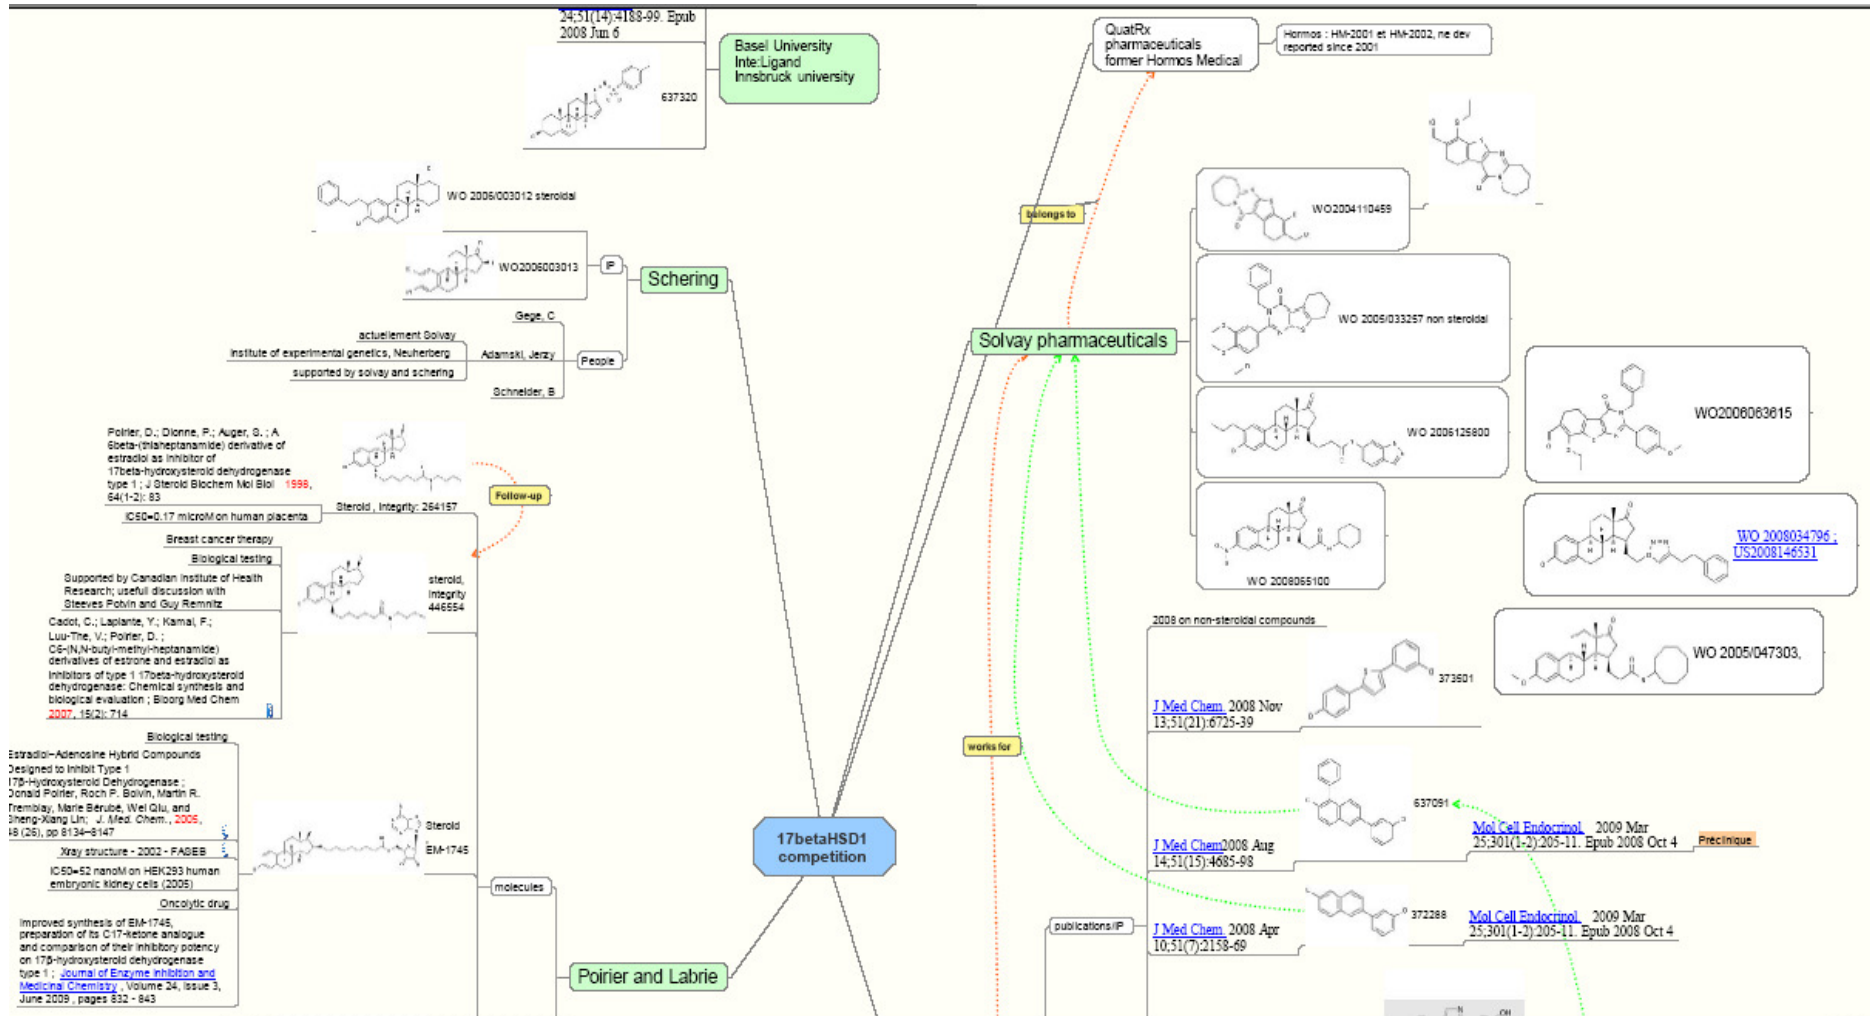 24;51(14):4188-99. Epub
2008 Jun 6
637320
Basel University
Inte:Ligand
Innsbruck university
WO 2006/003012 steroidal
WO2006003013
IP
Schering
Gege, C
actuellement Solvay
Institute of experimental genetics, Neuherberg
supported by solvay and schering
Adamski, Jerzy
People
Schneider, B
Poirier, D.; Dionne, P.; Auger, S. ; A
6beta-(thiaheptanamide) derivative of
estradiol as inhibitor of
17beta-hydroxysteroid dehydrogenase
type 1 ; J Steroid Biochem Mol Biol 1998,
64(1-2): 83
IC50=0.17 microM on human placenta
Steroid , Integrity: 264157
Follow-up
Breast cancer therapy
Biological testing
Supported by Canadian Institute of Health
Research; usefull discussion with
Steeves Potvin and Guy Remnitz
Cadot, C.; Laplante, Y.; Kamal, F.;
Luu-The, V.; Poirier, D. ;
C6-(N,N-butyl-methyl-heptanamide)
derivatives of estrone and estradiol as
inhibitors of type 1 17beta-hydroxysteroid
dehydrogenase: Chemical synthesis and
biological evaluation ; Bioorg Med Chem
2007, 15(2): 714
steroid,
integrity
446554
Biological testing
Estradiol-Adenosine Hybrid Compounds
Designed to Inhibit Type 1
17β-Hydroxysteroid Dehydrogenase ;
Donald Poirier, Roch P. Boivin, Martin R.
Tremblay, Marie Bérubé, Wei Qiu, and
Sheng-Xiang Lin; J. Med. Chem., 2005,
48 (26), pp 8134-8147
Xray structure - 2002 - FASEB
IC50=52 nanoM on HEK293 human
embryonic kidney cells (2005)
Oncolytic drug
Improved synthesis of EM-1745,
preparation of its C17-ketone analogue
and comparison of their inhibitory potency
on 17β-hydroxysteroid dehydrogenase
type 1 ; Journal of Enzyme Inhibition and
Medicinal Chemistry , Volume 24, Issue 3,
June 2009 , pages 832 - 843
Steroid
EM-1745
molecules
Poirier and Labrie
17betaHSD1
competition
QuatRx
pharmaceuticals
former Hormos Medical
Hormos : HM-2001 et HM-2002, ne dev
reported since 2001
belongs to
Solvay pharmaceuticals
WO2004110459
WO 2005/033257 non steroidal
WO 2006125800
WO 2008065100
WO2006063615
WO 2008034796 ;
US2008146531
WO 2005/047303,
works for
2008 on non-steroidal compounds
373501
J Med Chem. 2008 Nov
13;51(21):6725-39
637091
J Med Chem2008 Aug
14;51(15):4685-98
Mol Cell Endocrinol. 2009 Mar
25;301(1-2):205-11. Epub 2008 Oct 4
Préclinique
372288
J Med Chem. 2008 Apr
10;51(7):2158-69
Mol Cell Endocrinol. 2009 Mar
25;301(1-2):205-11. Epub 2008 Oct 4
publications/IP